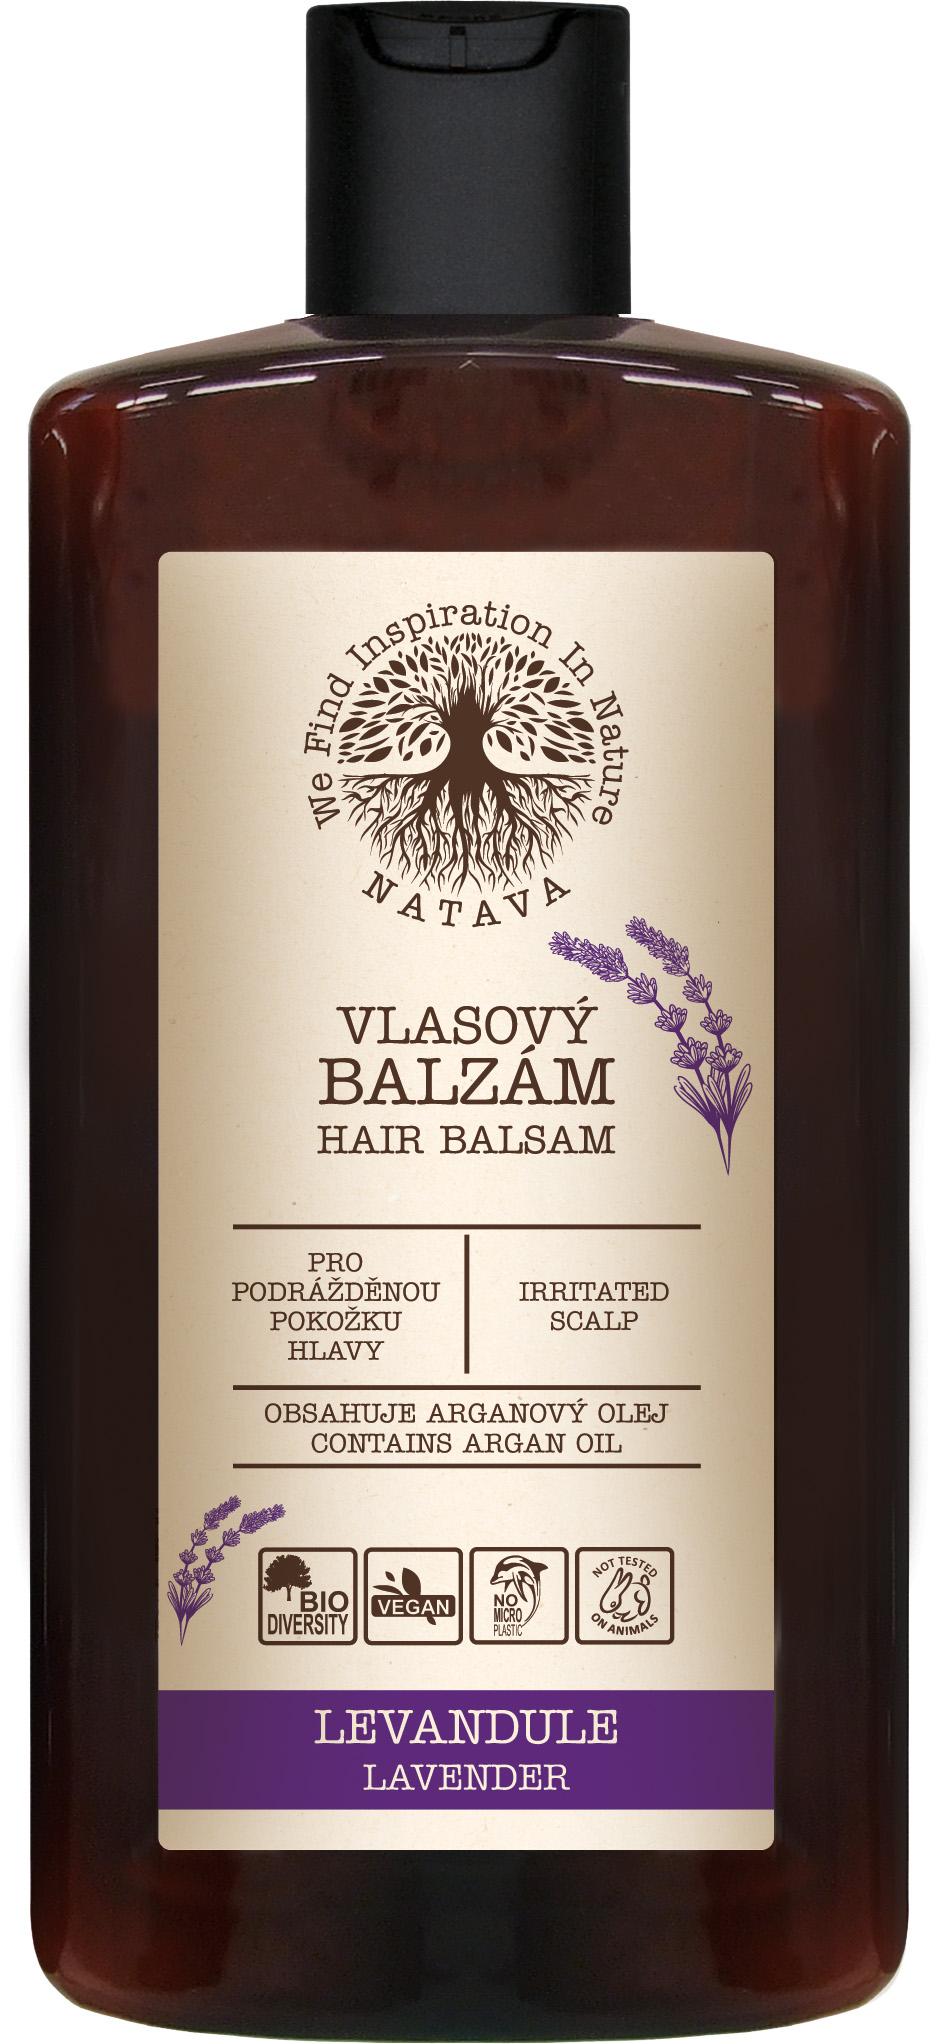 We Find Inspiration In Nature
NATAVA
VLASOVÝ
BALZÁM
HAIR BALSAM
PRO
PODRÁŽDĚNOU
POKOŽKU
HLAVY
IRRITATED
SCALP
OBSAHUJE ARGANOVÝ OLEJ
CONTAINS ARGAN OIL
BIO
DIVERSITY
VEGAN
NO
MICRO
PLASTIC
NOT TESTED
ON ANIMALS
LEVANDULE
LAVENDER